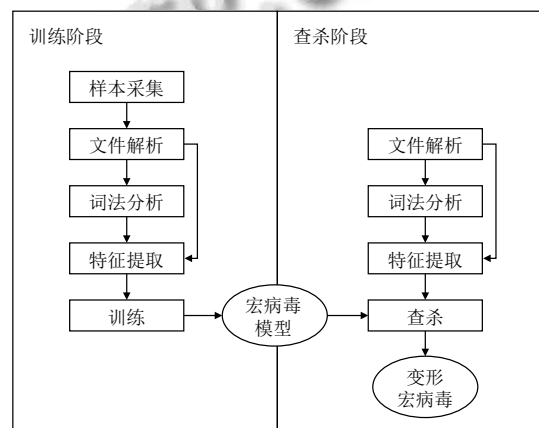 训练阶段
样本采集
文件解析
词法分析
特征提取
训练
宏病毒
模型
查杀阶段
文件解析
词法分析
特征提取
查杀
变形
宏病毒